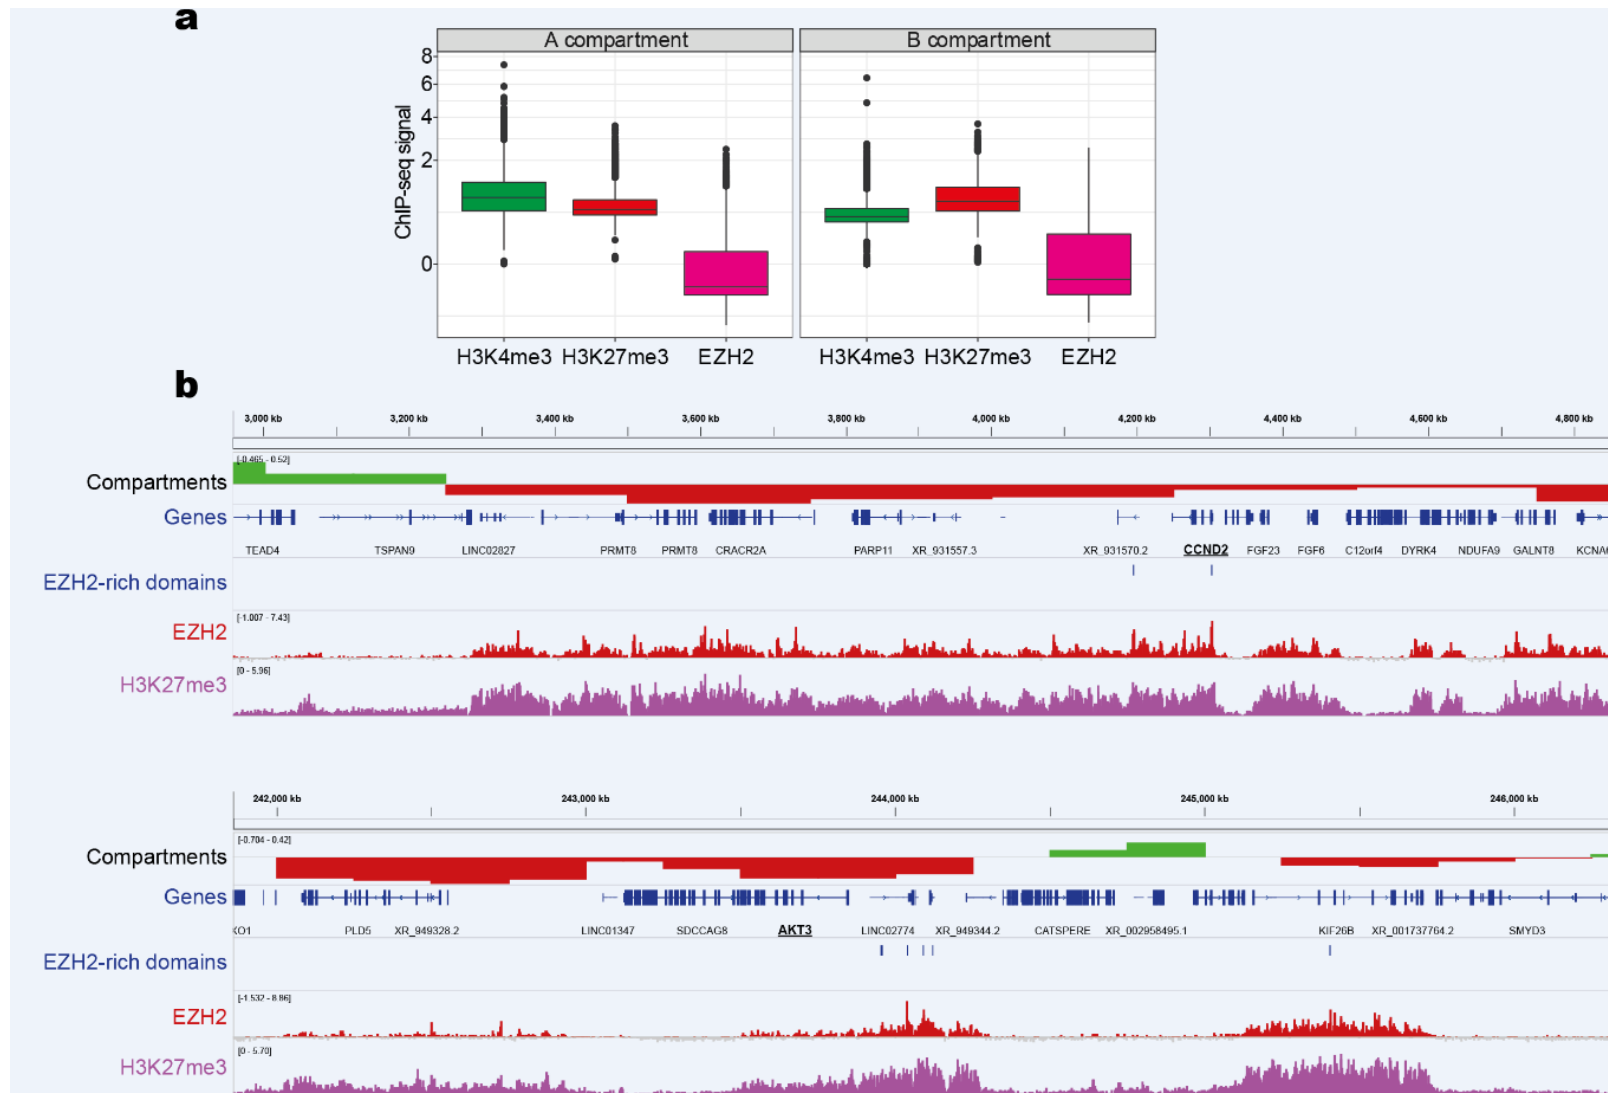 a
A compartment B compartment
8
6
4
2
0
ChIP-seq signal
H3K4me3 H3K27me3 EZH2 H3K4me3 H3K27me3 EZH2
b
3,000 kb 3,200 kb 3,400 kb 3,600 kb 3,800 kb 4,000 kb 4,200 kb 4,400 kb 4,600 kb 4,800 kb
[-0.465 - 0.52]
Compartments
Genes
TEAD4 TSPAN9 LINC02827 PRMT8 PRMT8 CRACR2A PARP11 XR_931557.3 XR_931570.2 CCND2 FGF23 FGF6 C12orf4 DYRK4 NDUFA9 GALNT8 KCNA6
EZH2-rich domains
[-1.007 - 7.43]
EZH2
[0 - 5.96]
H3K27me3
242,000 kb 243,000 kb 244,000 kb 245,000 kb 246,000 kb
[-0.704 - 0.42]
Compartments
Genes
XO1 PLD5 XR_949328.2 LINC01347 SDCCAG8 AKT3 LINC02774 XR_949344.2 CATSPERE XR_002958495.1 KIF26B XR_001737764.2 SMYD3
EZH2-rich domains
[-1.532 - 8.86]
EZH2
[0 - 5.70]
H3K27me3